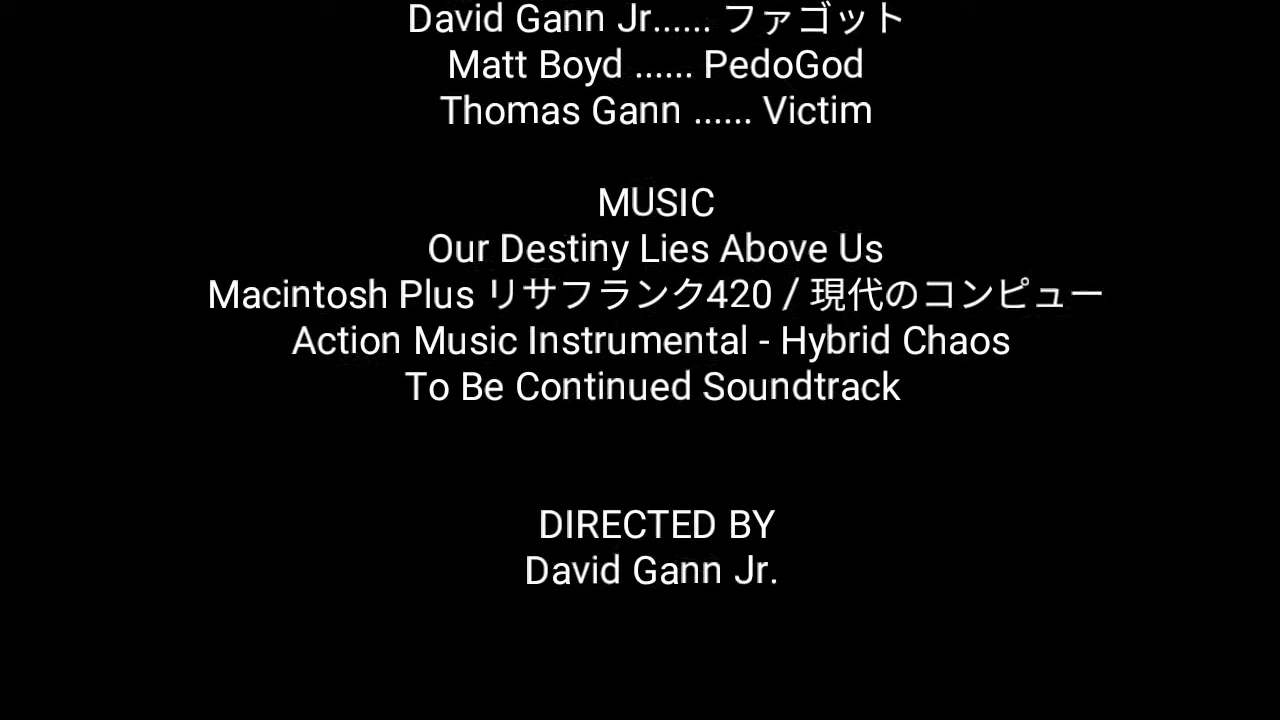 David Gann Jr...... ファゴット
Matt Boyd ...... PedoGod
Thomas Gann ...... Victim
MUSIC
Our Destiny Lies Above Us
Macintosh Plus リサフランク420 / 現代のコンピュー
Action Music Instrumental - Hybrid Chaos
To Be Continued Soundtrack
DIRECTED BY
David Gann Jr.